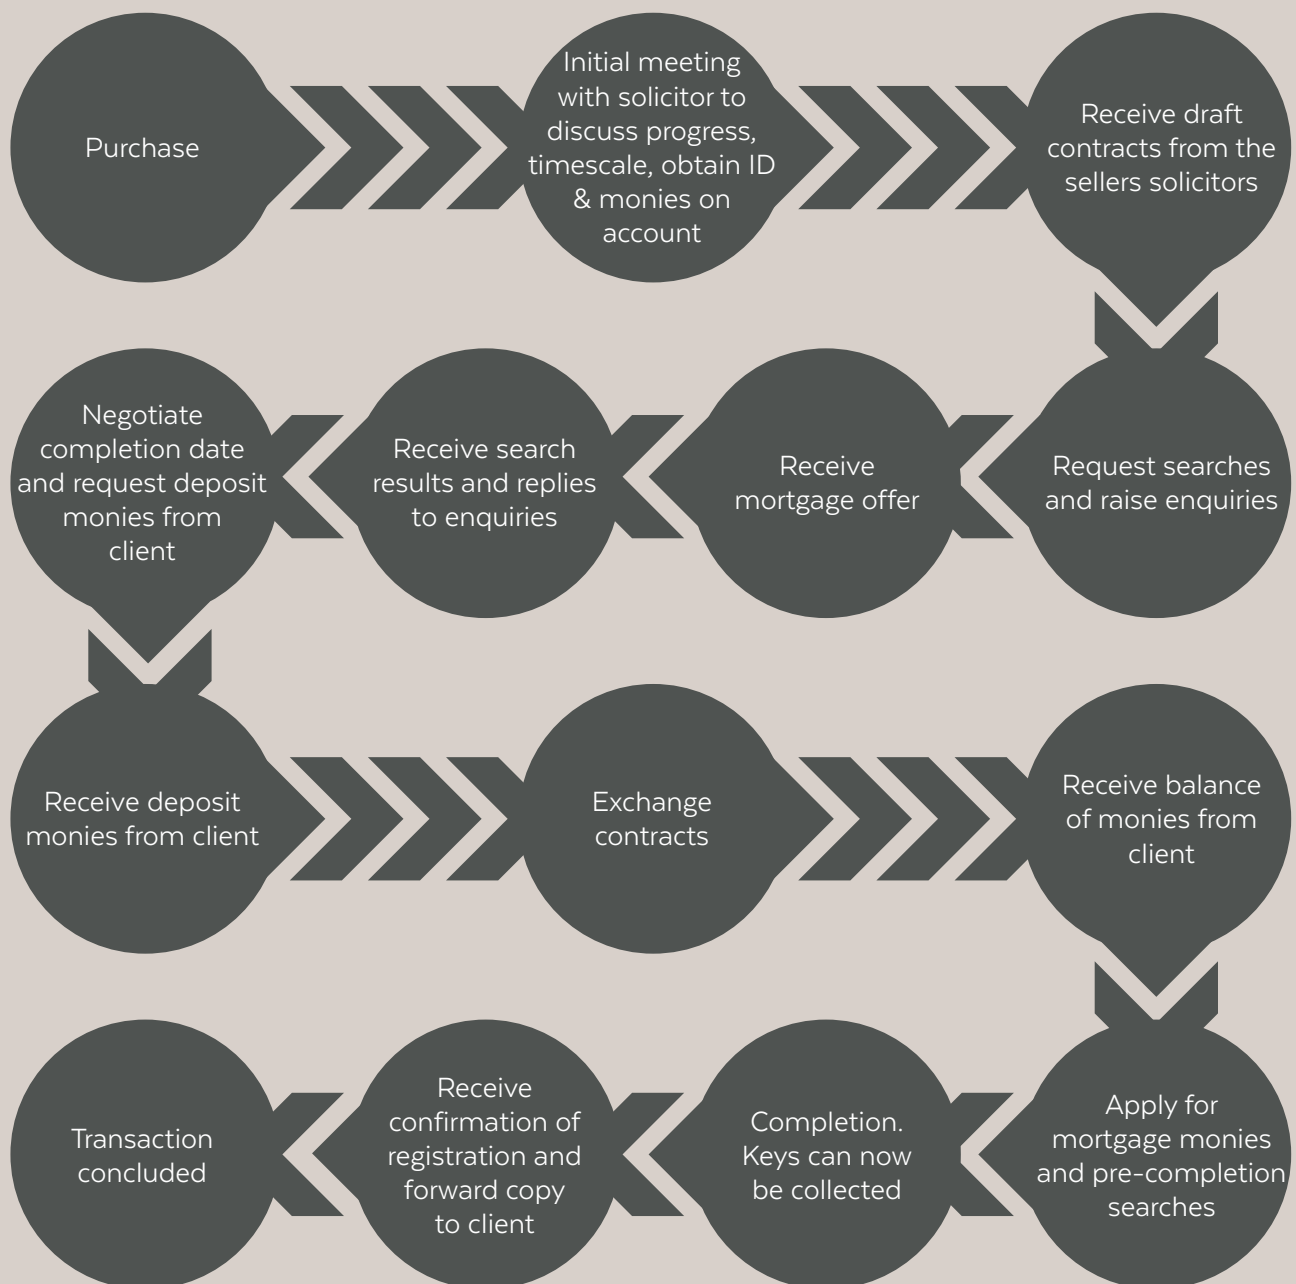 Purchase
Initial meeting
with solicitor to
discuss progress,
timescale, obtain ID
& monies on
account
Receive draft
contracts from the
sellers solicitors
Request searches
and raise enquiries
Receive
mortgage offer
Receive search
results and replies
to enquiries
Negotiate
completion date
and request deposit
monies from
client
Receive deposit
monies from client
Exchange
contracts
Receive balance
of monies from
client
Apply for
mortgage monies
and pre-completion
searches
Completion.
Keys can now
be collected
Receive
confirmation of
registration and
forward copy
to client
Transaction
concluded